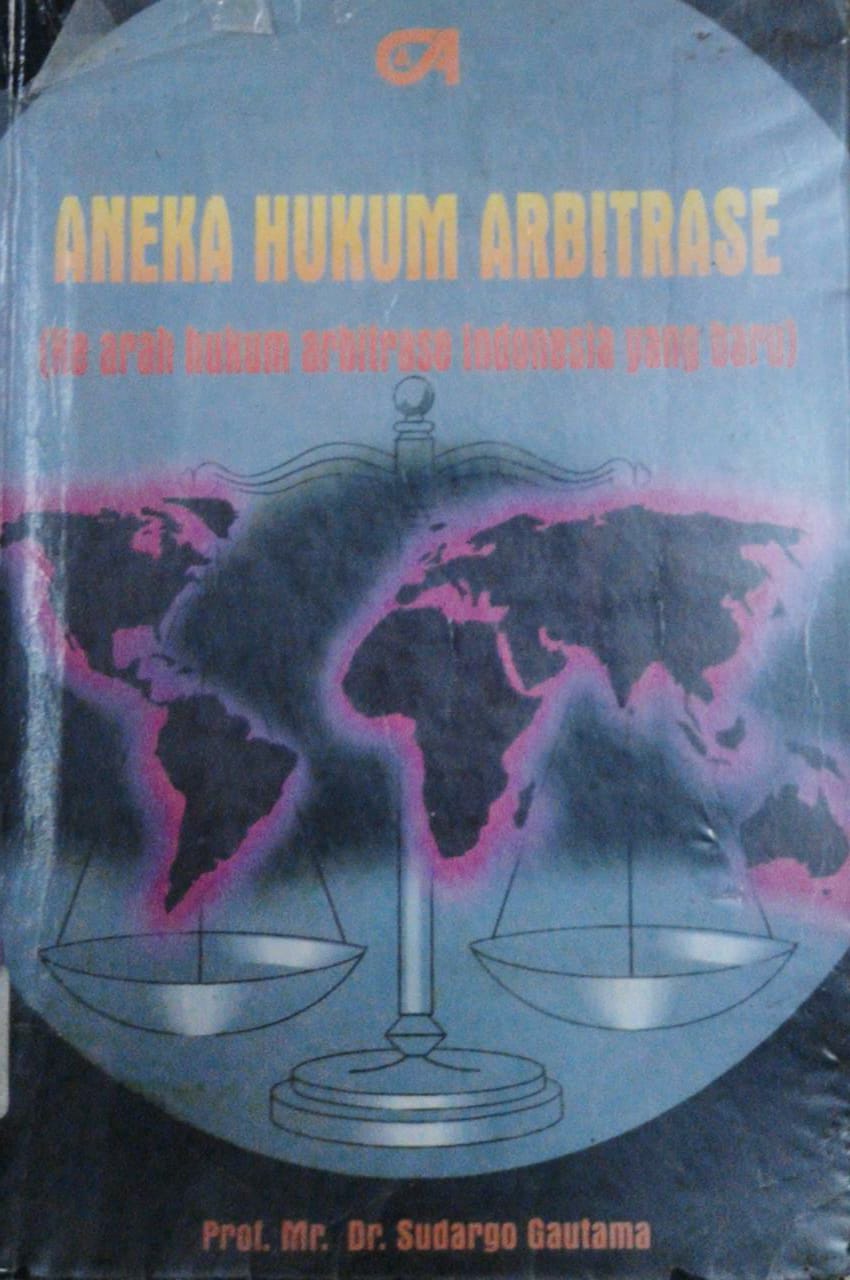 ANEKA HUKUM ARBITRASE
(Ke arah hukum arbitrase Indonesia yang baru)
Prof. Mr. Dr. Sudargo Gautama